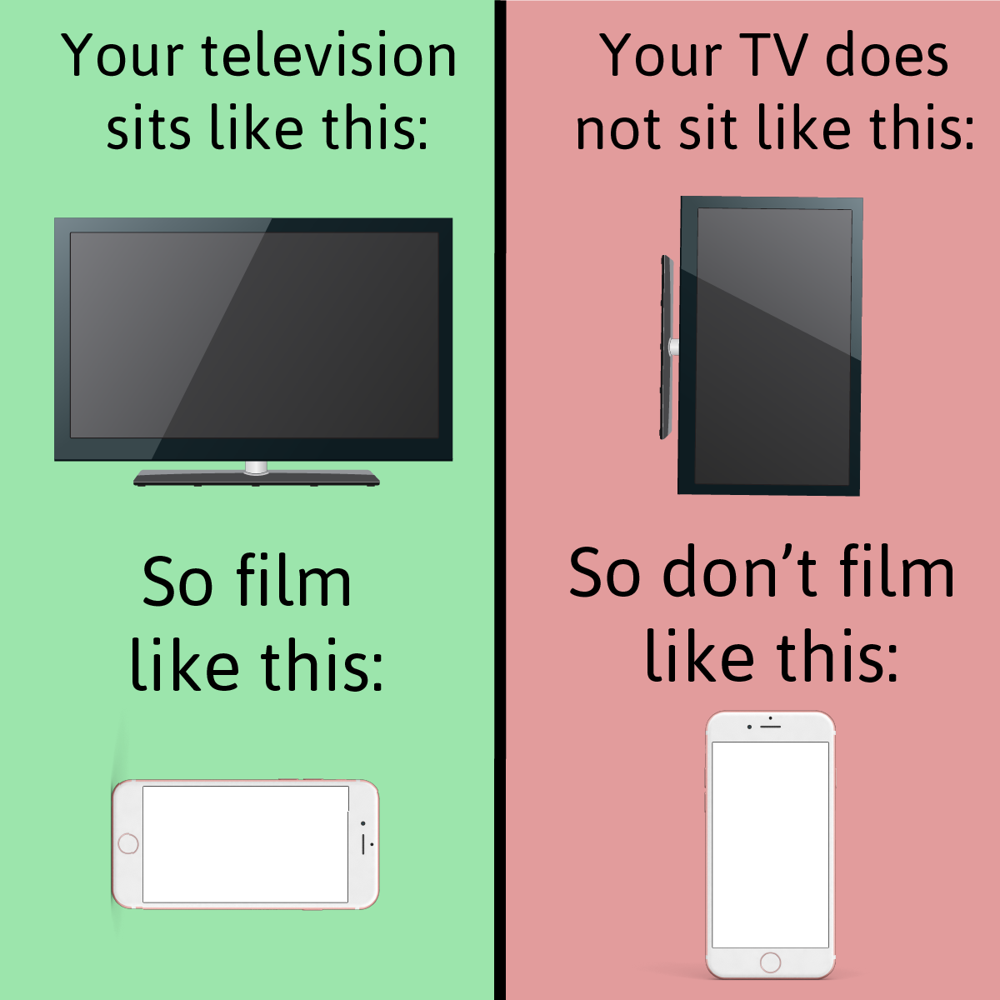 Your television
sits like this:
So film
like this:
Your TV does
not sit like this:
So don’t film
like this: